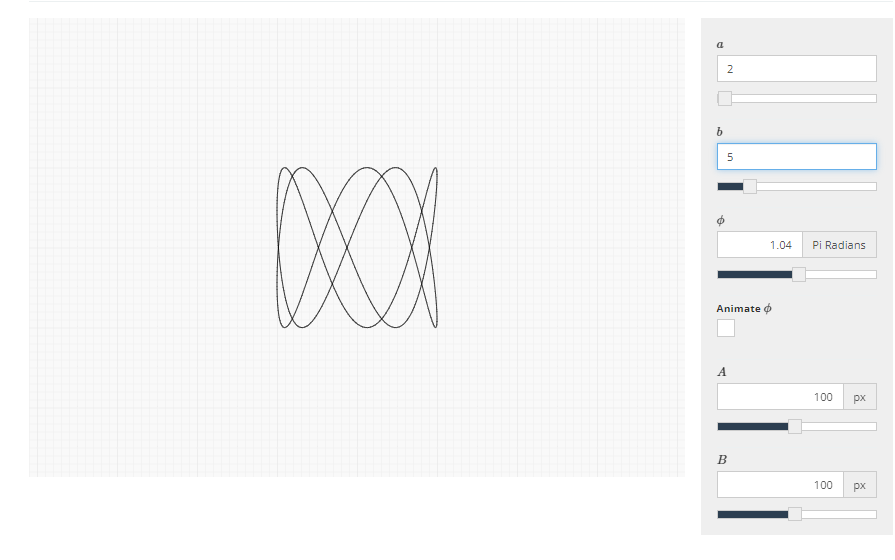 a
2
b
5
ϕ
1.04 Pi Radians
Animate ϕ
A
100 px
B
100 px